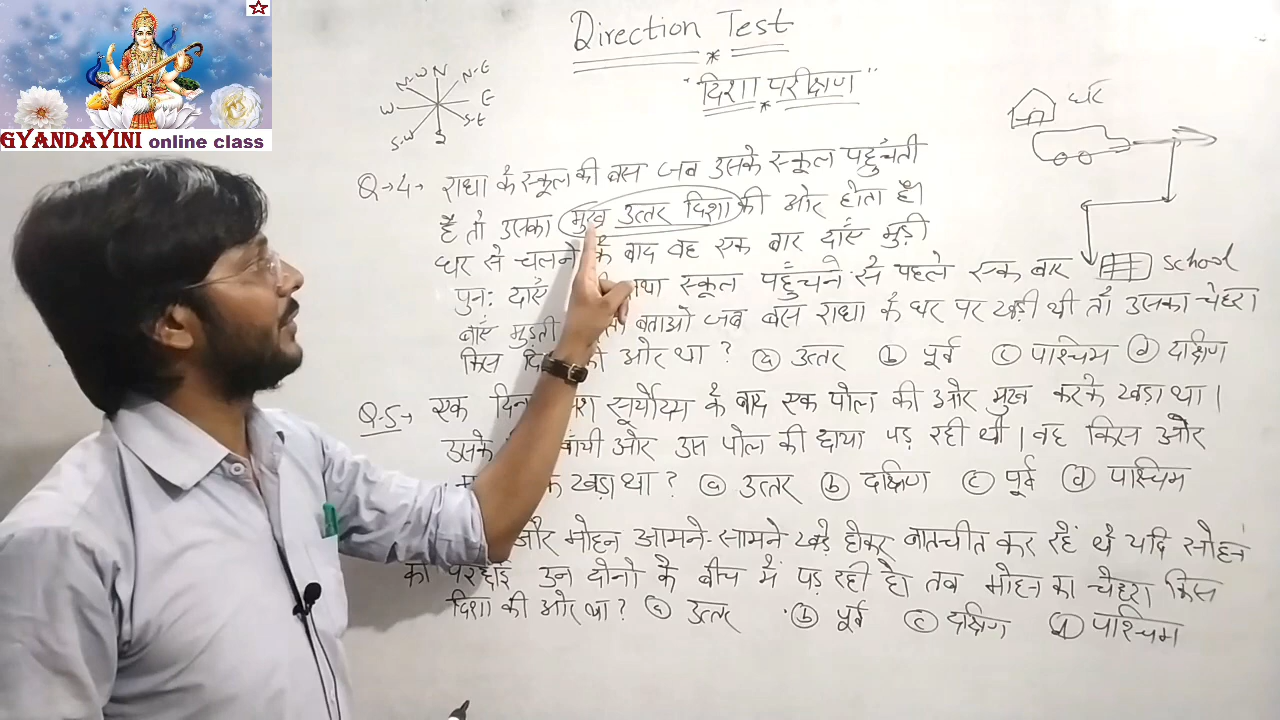 GYANDAYINI online class
Direction Test
"दिशा परीक्षण"
N
N-E
E
S-E
S
S-W
W
N-W
घर
School
Q→4→ राधा के स्कूल की बस जब उसके स्कूल पहुँचती
है तो उसका मुख उत्तर दिशा की ओर होता है।
घर से चलने के बाद वह एक बार दाएँ मुड़ी
पुनः दाएँ स्कूल पहुँचने से पहले एक बार
बाएँ मुड़ती बताओ जब बस राधा के घर पर खड़ी थी तो उसका चेहरा
किस की ओर था? ⓐ उत्तर ⓑ पूर्व ⓒ पश्चिम ⓓ दक्षिण
Q-5→ एक दिन सूर्योदय के बाद एक पोल की ओर मुख करके खड़ा था।
उसके और उस पोल की छाया पड़ रही थी। वह किस ओर
खड़ा था? ⓐ उत्तर ⓑ दक्षिण ⓒ पूर्व ⓓ पश्चिम
और मोहन आमने-सामने खड़े होकर बातचीत कर रहें थे यदि सोहन
की परछाई उन दोनो के बीच में पड़ रही हो तब मोहन का चेहरा किस
दिशा की ओर था? ⓐ उत्तर ⓑ पूर्व ⓒ दक्षिण ⓓ पश्चिम